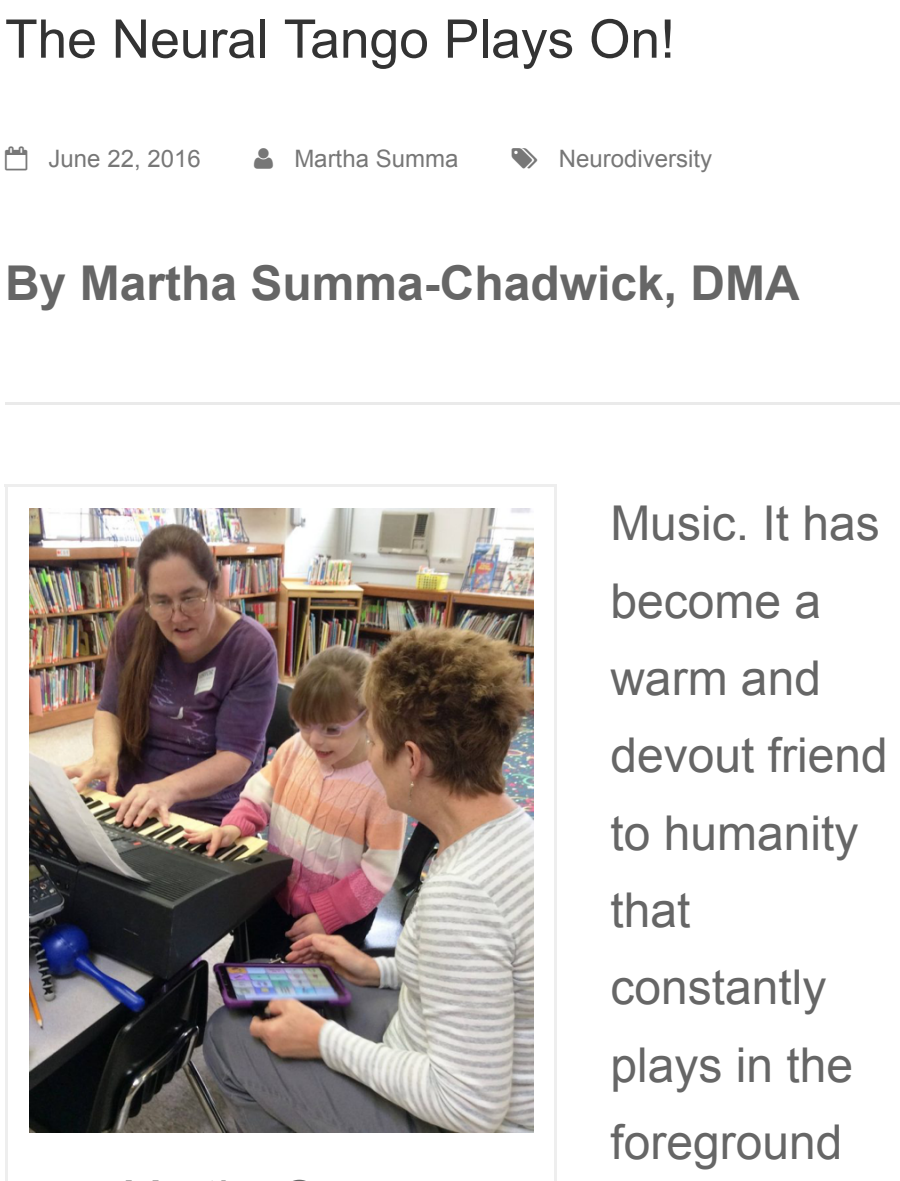 The Neural Tango Plays On!
June 22, 2016 Martha Summa Neurodiversity
By Martha Summa-Chadwick, DMA
Music. It has
become a
warm and
devout friend
to humanity
that
constantly
plays in the
foreground